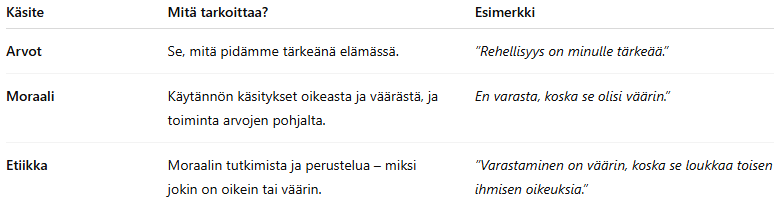 Käsite Mitä tarkoittaa? Esimerkki
Arvot Se, mitä pidämme tärkeänä elämässä. ”Rehellisyys on minulle tärkeää.”
Moraali Käytännön käsitykset oikeasta ja väärästä, ja toiminta arvojen pohjalta. En varasta, koska se olisi väärin.”
Etiikka Moraalin tutkimista ja perustelua – miksi jokin on oikein tai väärin. ”Varastaminen on väärin, koska se loukkaa toisen ihmisen oikeuksia.”